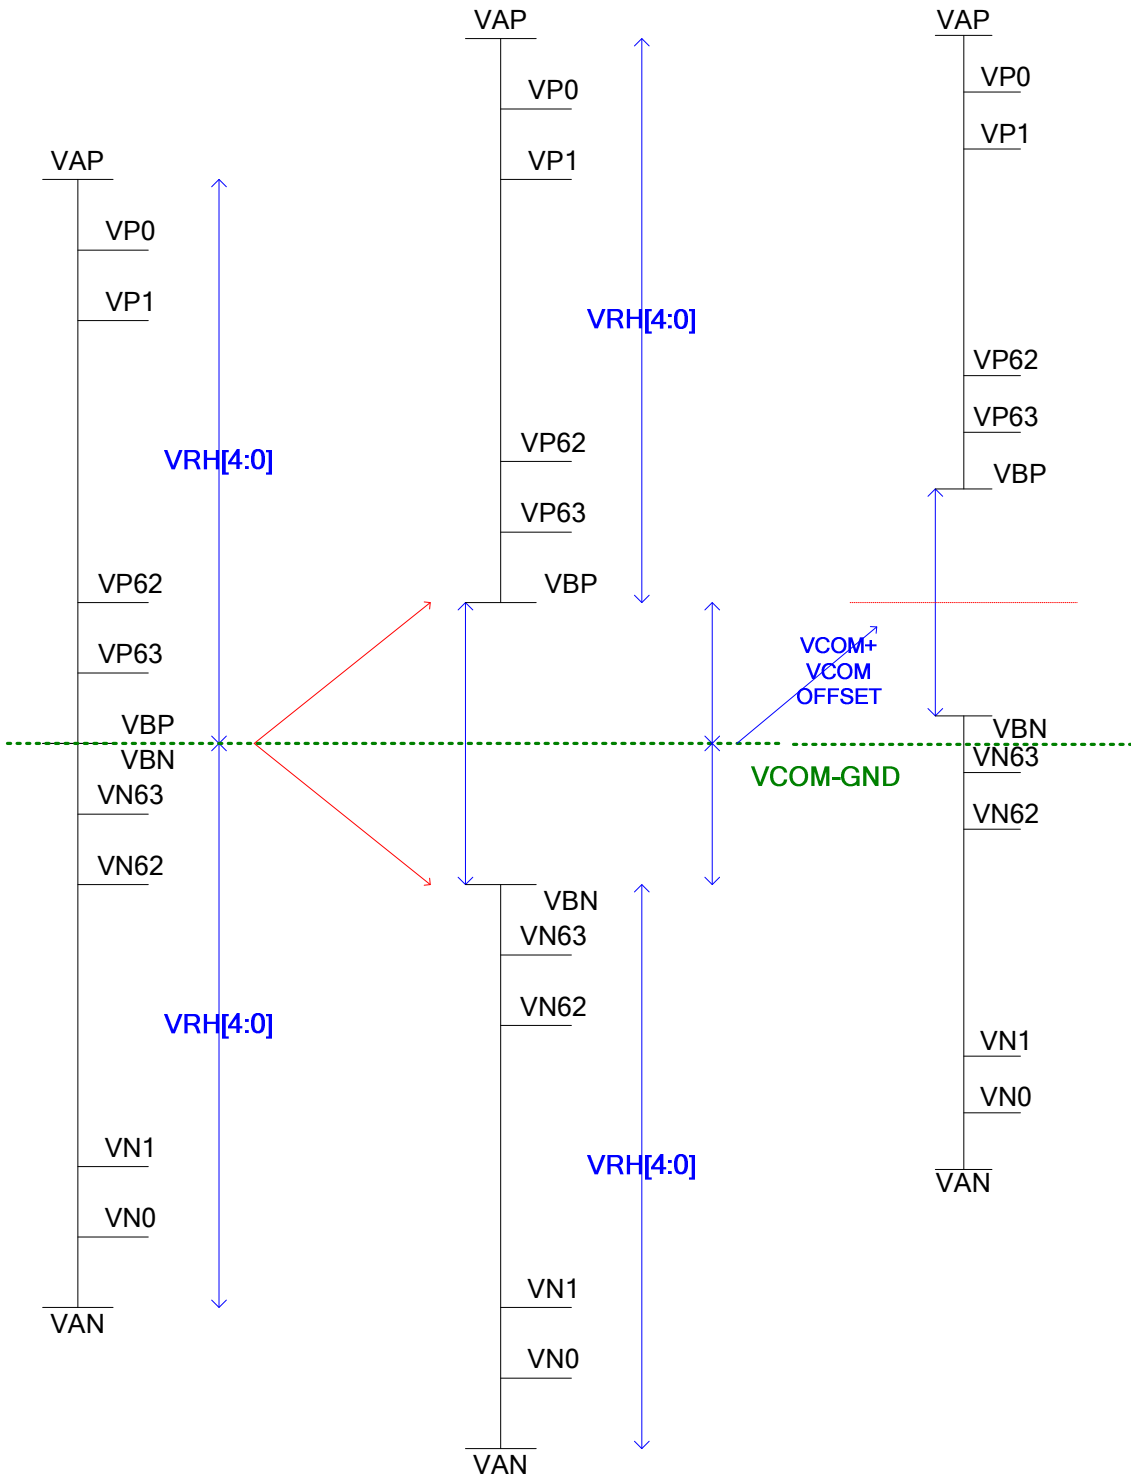 VAP
VP0
VP1
VRH[4:0]
VP62
VP63
VBP
VBN
VN63
VN62
VRH[4:0]
VN1
VN0
VAN
VAP
VP0
VP1
VRH[4:0]
VP62
VP63
VBP
VBN
VN63
VN62
VRH[4:0]
VN1
VN0
VAN
VCOM+
VCOM
OFFSET
VCOM-GND
VAP
VP0
VP1
VP62
VP63
VBP
VBN
VN63
VN62
VN1
VN0
VAN